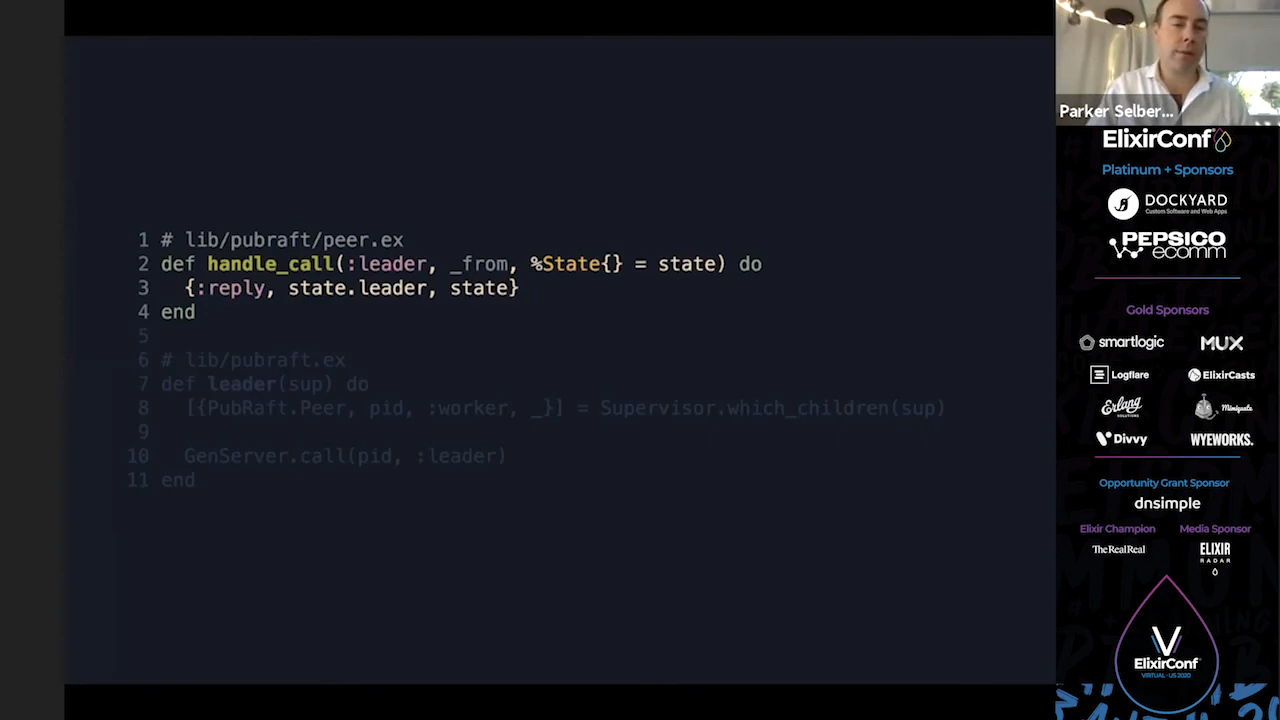 1 # lib/pubraft/peer.ex
2 def handle_call(:leader, _from, %State{} = state) do
3 {:reply, state.leader, state}
4 end
5
6 # lib/pubraft.ex
7 def leader(sup) do
8 [{PubRaft.Peer, pid, :worker, _}] = Supervisor.which_children(sup)
9
10 GenServer.call(pid, :leader)
11 end
Parker Selber...
ElixirConf
Platinum + Sponsors
DOCKYARD
Custom Software and Web Apps
PEPSICO
ecomm
Gold Sponsors
smartlogic
MUX
Logflare
ElixirCasts
Erlang
SOLUTIONS
Miniquote
Divvy
WYEWORKS.
Opportunity Grant Sponsor
dnsimple
Elixir Champion
Media Sponsor
TheRealReal
ELIXIR
RADAR
V
ElixirConf
VIRTUAL - US 2020